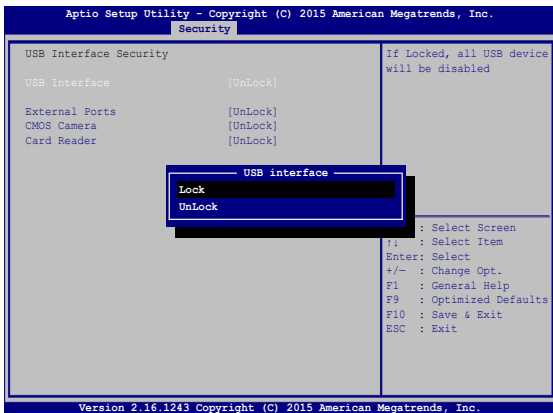 Aptio Setup Utility - Copyright (C) 2015 American Megatrends, Inc.
Security
USB Interface Security
USB Interface [UnLock]
External Ports [UnLock]
CMOS Camera [UnLock]
Card Reader [UnLock]
If Locked, all USB device
will be disabled
USB interface
Lock
UnLock
: Select Screen
↑↓ : Select Item
Enter: Select
+/— : Change Opt.
F1 : General Help
F9 : Optimized Defaults
F10 : Save & Exit
ESC : Exit
Version 2.16.1243 Copyright (C) 2015 American Megatrends, Inc.